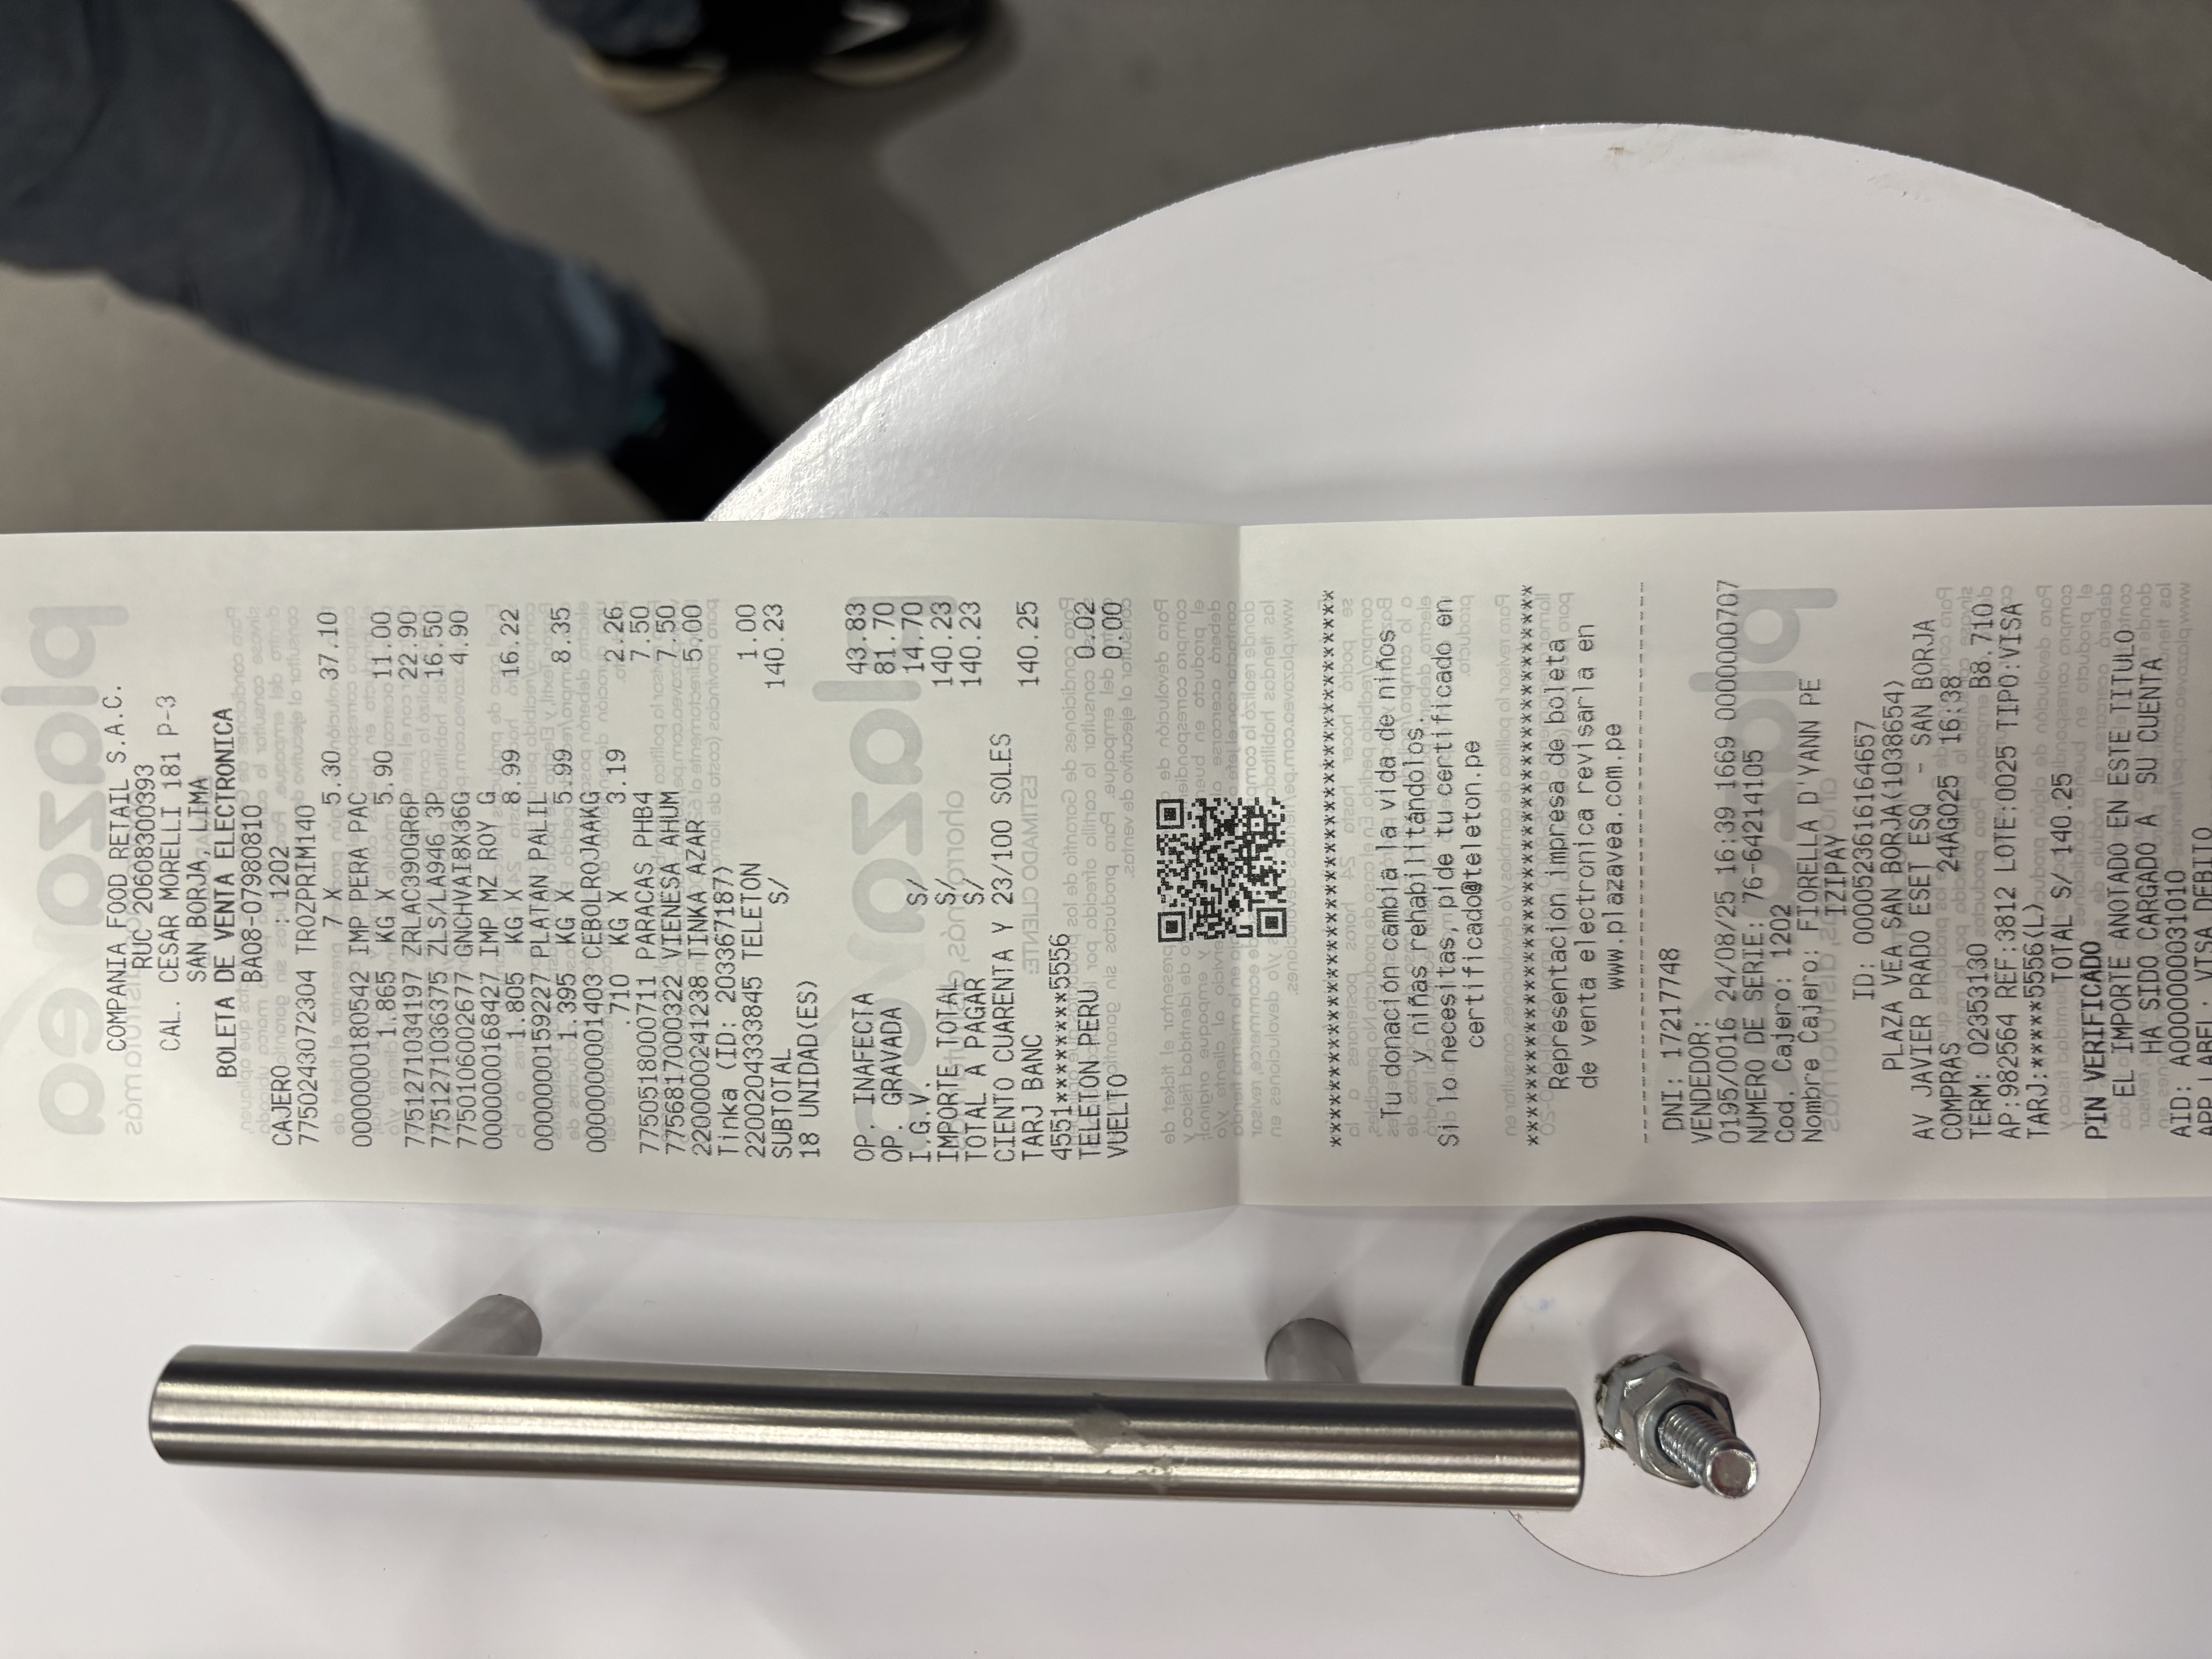 COMPANIA FOOD RETAIL S.A.C.
RUC 20608300393
CAL. CESAR MORELLI 181 P-3
SAN BORJA, LIMA
BOLETA DE VENTA ELECTRONICA
BA08-07980810
CAJERO : 1202
7750243072304 TROZPRIM140
7 X 5.30 37.10
0000000180542 IMP PERA PAC
1.865 KG X 5.90 11.00
7751271034197 ZRLAC390GR6P 22.90
7751271036375 ZLS/LA946 3P 16.50
7750106002677 GNCHVAI8X36G 4.90
0000000168427 IMP MZ ROY G
1.805 KG X 8.99 16.22
0000000159227 PLATAN PALIL
1.395 KG X 5.99 8.35
0000000001403 CEBOLROJAAKG
.710 KG X 3.19 2.26
7750518000711 PARACAS PHB4 7.50
7756817000322 VIENESA AHUM 7.50
2200000241238 TINKA AZAR 5.00
Tinka (ID: 203367187)
2200204333845 TELETON 1.00
SUBTOTAL S/ 140.23
18 UNIDAD(ES)
OP. INAFECTA 43.83
OP. GRAVADA 81.70
I.G.V. S/ 14.70
IMPORTE TOTAL S/ 140.23
TOTAL A PAGAR S/ 140.23
CIENTO CUARENTA Y 23/100 SOLES
TARJ BANC 140.25
4551********5556
TELETON PERU 0.02
VUELTO 0.00
****************************************
Tu donación cambia la vida de niños
y niñas rehabilitándolos.
Si lo necesitas, pide tu certificado en
certificado@teleton.pe
****************************************
Representacion impresa de boleta
de venta electronica revisarla en
www.plazavea.com.pe
----------------------------------------
DNI: 17217748
VENDEDOR:
0195/0016 24/08/25 16:39 1669 0000000707
NUMERO DE SERIE: 76-64214105
Cod. Cajero: 1202
Nombre Cajero: FIORELLA D'YANN PE
IZIPAY
ID: 0000523616164657
PLAZA VEA SAN BORJA(1038654)
AV JAVIER PRADO ESET ESQ - SAN BORJA
COMPRAS 24AGO25 16:38
TERM: 02353130 B8.710
AP:982564 REF:3812 LOTE:0025 TIPO:VISA
TARJ:*****5556(L)
TOTAL S/ 140.25
PIN VERIFICADO
EL IMPORTE ANOTADO EN ESTE TITULO
HA SIDO CARGADO A SU CUENTA
AID: A0000000031010
APP LABEL: VISA DEBITO